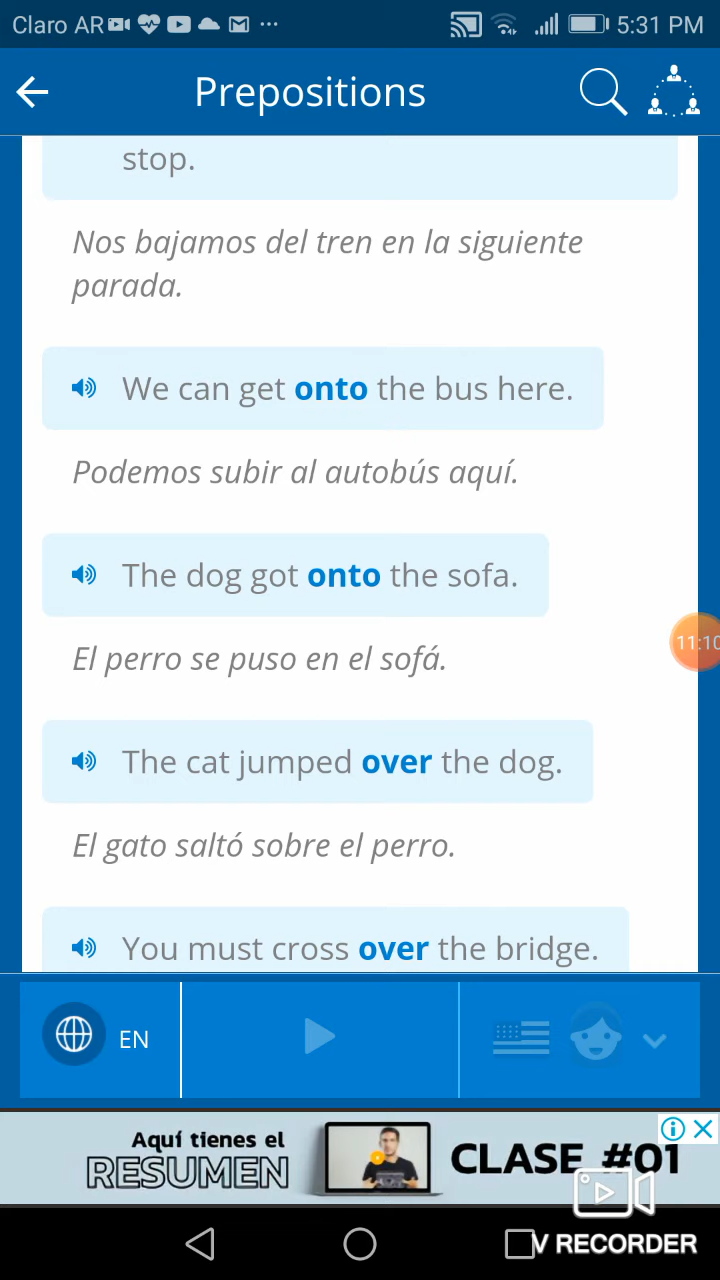 Claro AR ··· 5:31 PM
Prepositions
stop.
Nos bajamos del tren en la siguiente
parada.
We can get onto the bus here.
Podemos subir al autobús aquí.
The dog got onto the sofa.
11:10
El perro se puso en el sofá.
The cat jumped over the dog.
El gato saltó sobre el perro.
You must cross over the bridge.
EN
Aquí tienes el
RESUMEN
CLASE #01
V RECORDER